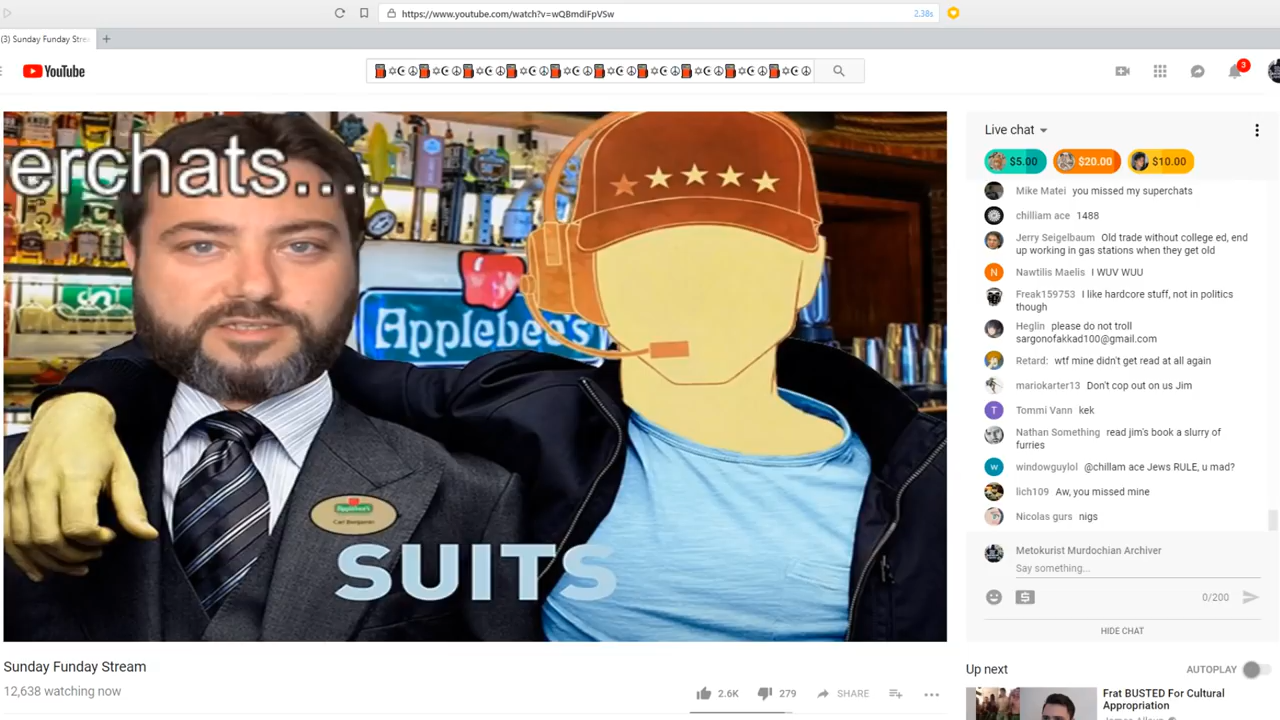 https://www.youtube.com/watch?v=wQBmdiFpVSw
2.38s
(3) Sunday Funday Stre
YouTube
3
erchats....
Applebee's
Applebee's
Carl Benjamin
SUITS
Live chat
$5.00 $20.00 $10.00
Mike Matei you missed my superchats
chilliam ace 1488
Jerry Seigelbaum Old trade without college ed, end
up working in gas stations when they get old
Nawtilis Maelis I WUV WUU
Freak159753 I like hardcore stuff, not in politics
though
Heglin please do not troll
sargonofakkad100@gmail.com
Retard: wtf mine didn't get read at all again
mariokarter13 Don't cop out on us Jim
Tommi Vann kek
Nathan Something read jim's book a slurry of
furries
windowguylol @chillam ace Jews RULE, u mad?
lich109 Aw, you missed mine
Nicolas gurs nigs
Metokurist Murdochian Archiver
Say something...
0/200
HIDE CHAT
Sunday Funday Stream
12,638 watching now
2.6K 279 SHARE
Up next AUTOPLAY
Frat BUSTED For Cultural
Appropriation